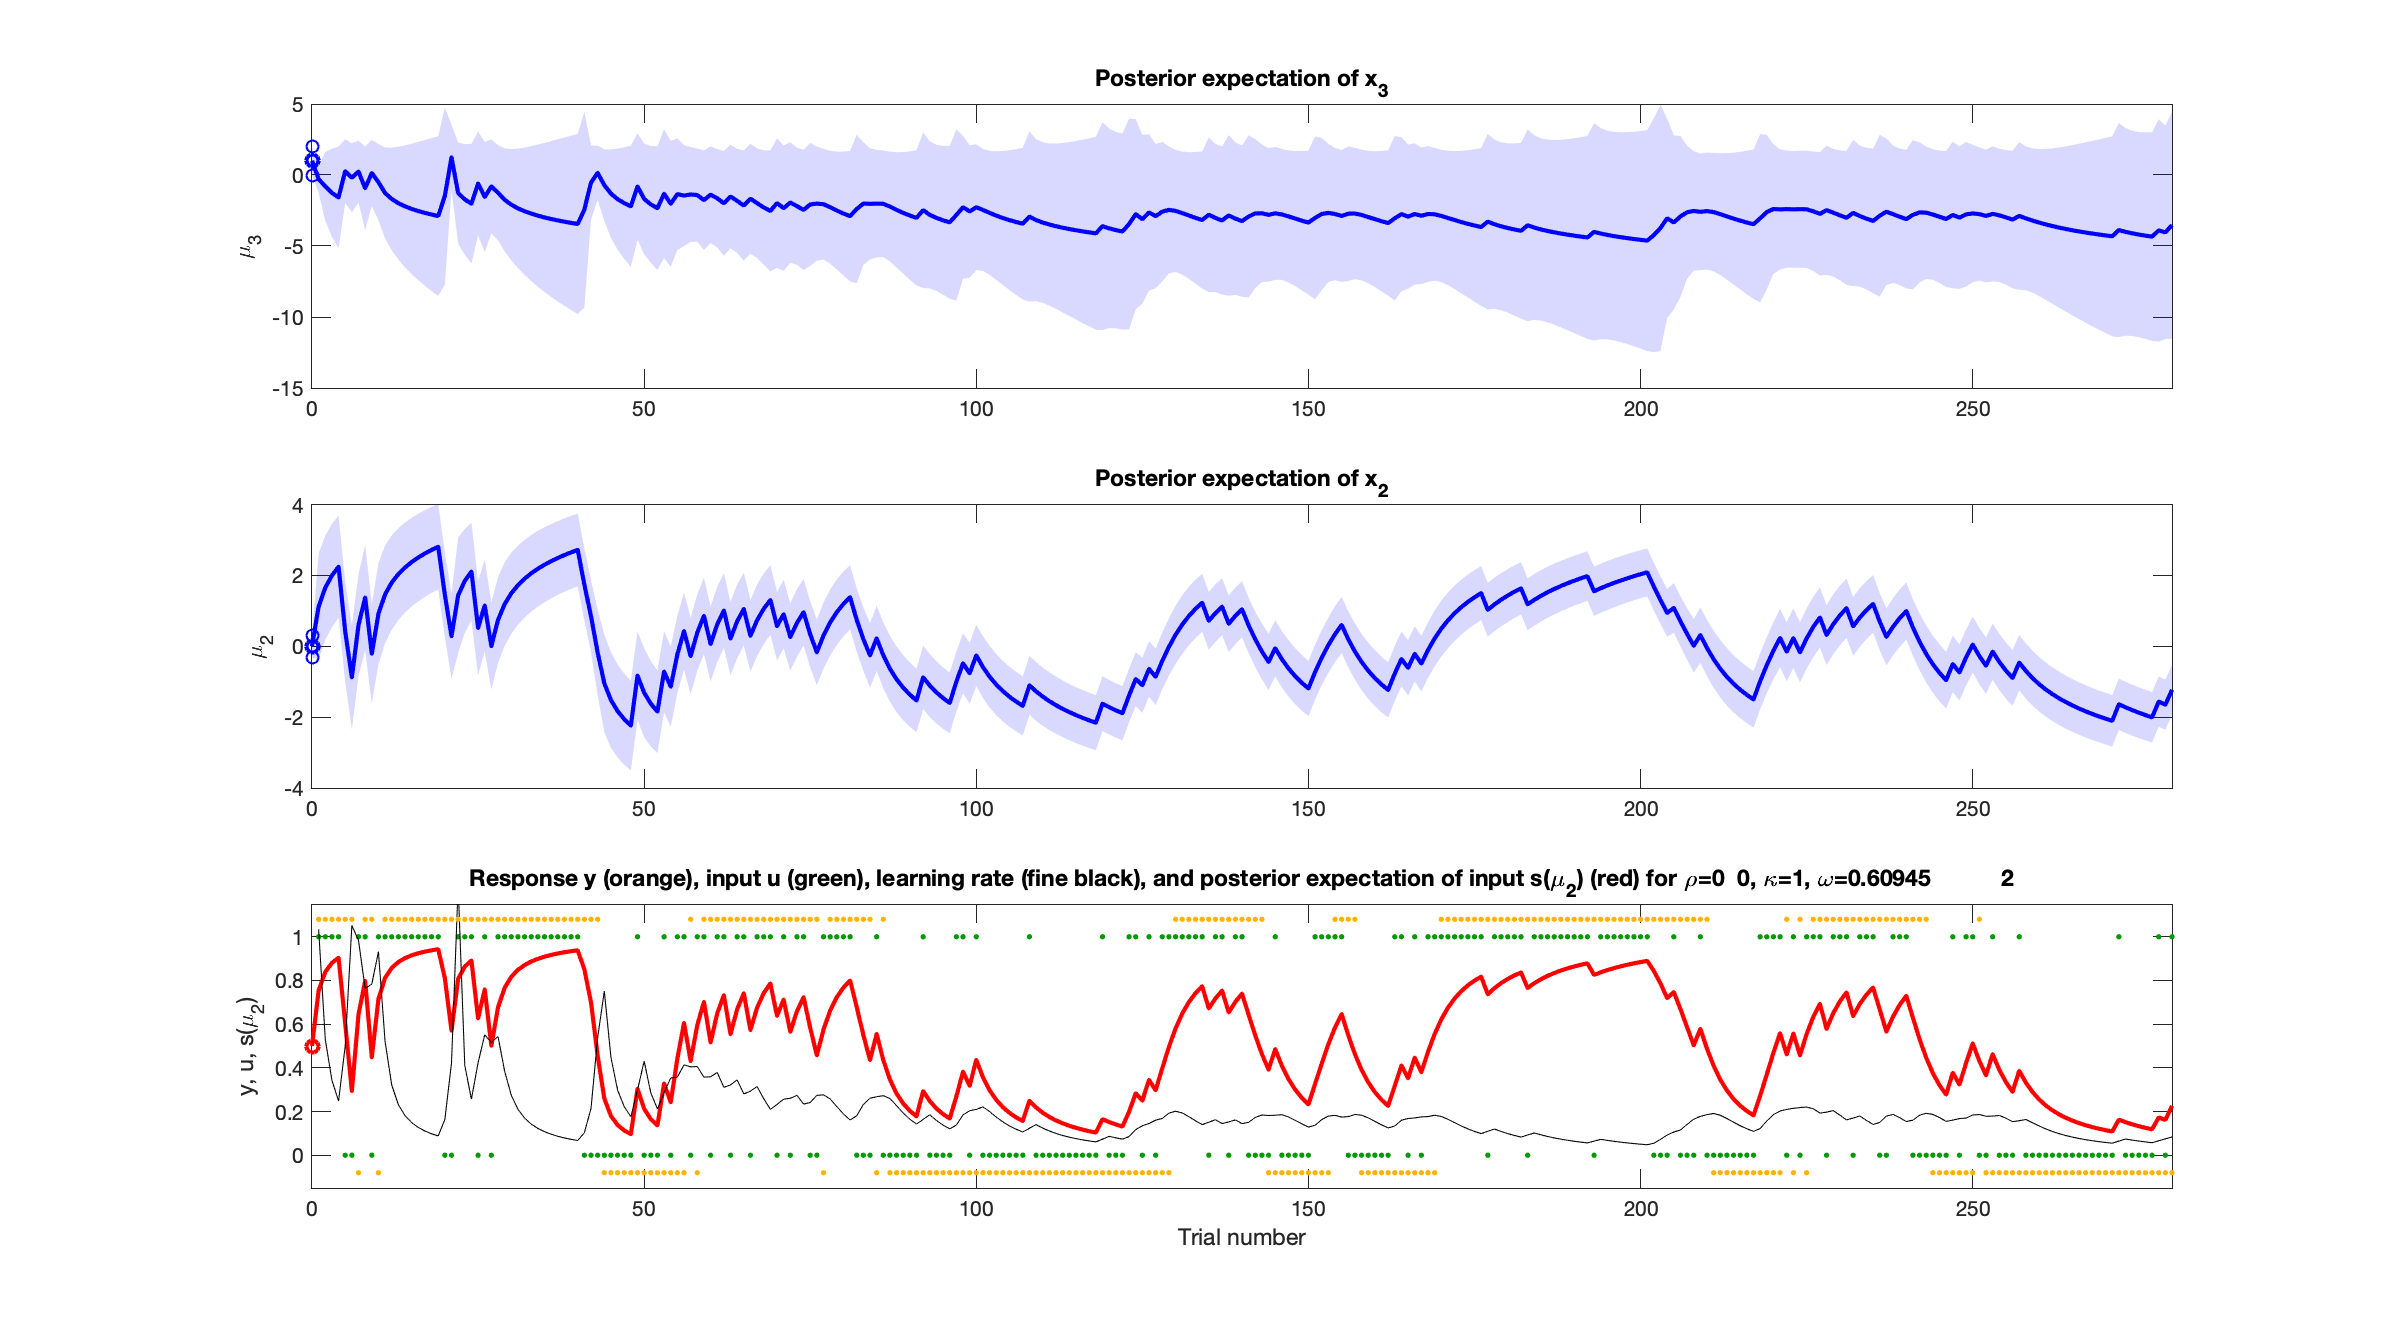 Posterior expectation of x3
5
0
-5
-10
-15
μ3
0 50 100 150 200 250
Posterior expectation of x2
4
2
0
-2
-4
μ2
0 50 100 150 200 250
Response y (orange), input u (green), learning rate (fine black), and posterior expectation of input s(μ2) (red) for ρ=0 0, κ=1, ω=0.60945 2
1
0.8
0.6
0.4
0.2
0
y, u, s(μ2)
0 50 100 150 200 250
Trial number